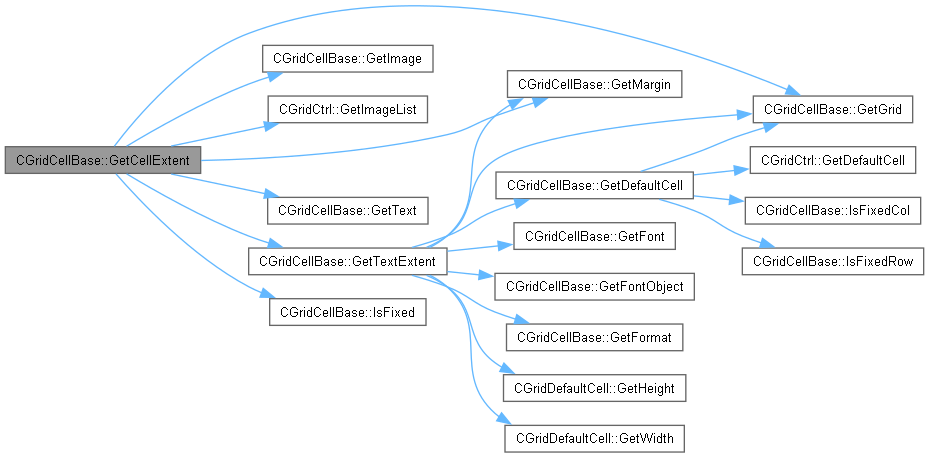 CGridCellBase::GetCellExtent
CGridCellBase::GetImage
CGridCtrl::GetImageList
CGridCellBase::GetText
CGridCellBase::GetTextExtent
CGridCellBase::IsFixed
CGridCellBase::GetMargin
CGridCellBase::GetDefaultCell
CGridCellBase::GetFont
CGridCellBase::GetFontObject
CGridCellBase::GetFormat
CGridDefaultCell::GetHeight
CGridDefaultCell::GetWidth
CGridCellBase::GetGrid
CGridCtrl::GetDefaultCell
CGridCellBase::IsFixedCol
CGridCellBase::IsFixedRow